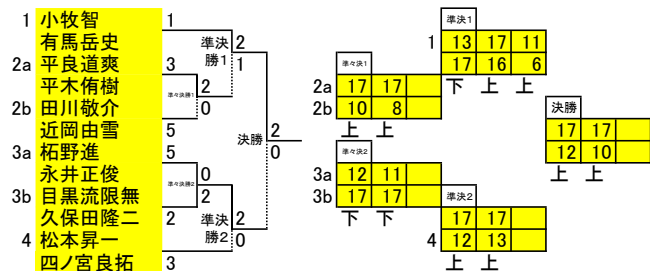 準決1
1 小牧智 1
有馬岳史 準決 2 1 13 17 11
2a 平良道爽 3 勝1 1 準々決1 17 16 6
平木侑樹 準々決勝1 2 2a 17 17 下 上 上
2b 田川敬介 0 2b 10 8 決勝
近岡由雪 5 決勝 2 上 上 17 17
3a 柘野進 5 0 準々決2 12 10
永井正俊 準々決勝2 0 3a 12 11 上 上
3b 目黒流限無 2 3b 17 17 準決2
久保田隆二 2 準決 2 下 下 17 17
4 松本昇一 勝2 0 4 12 13
四ノ宮良拓 3 上 上